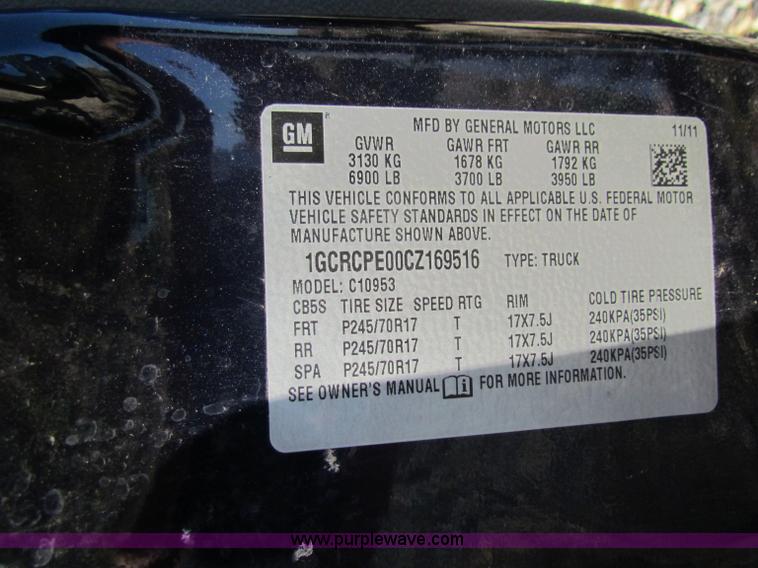 GM
MFD BY GENERAL MOTORS LLC 11/11
GVWR GAWR FRT GAWR RR
3130 KG 1678 KG 1792 KG
6900 LB 3700 LB 3950 LB
THIS VEHICLE CONFORMS TO ALL APPLICABLE U.S. FEDERAL MOTOR
VEHICLE SAFETY STANDARDS IN EFFECT ON THE DATE OF
MANUFACTURE SHOWN ABOVE.
1GCRCPE00CZ169516 TYPE: TRUCK
MODEL: C10953
CB5S TIRE SIZE SPEED RTG RIM COLD TIRE PRESSURE
FRT P245/70R17 T 17X7.5J 240KPA(35PSI)
RR P245/70R17 T 17X7.5J 240KPA(35PSI)
SPA P245/70R17 T 17X7.5J 240KPA(35PSI)
SEE OWNER'S MANUAL FOR MORE INFORMATION.
www.purplewave.com